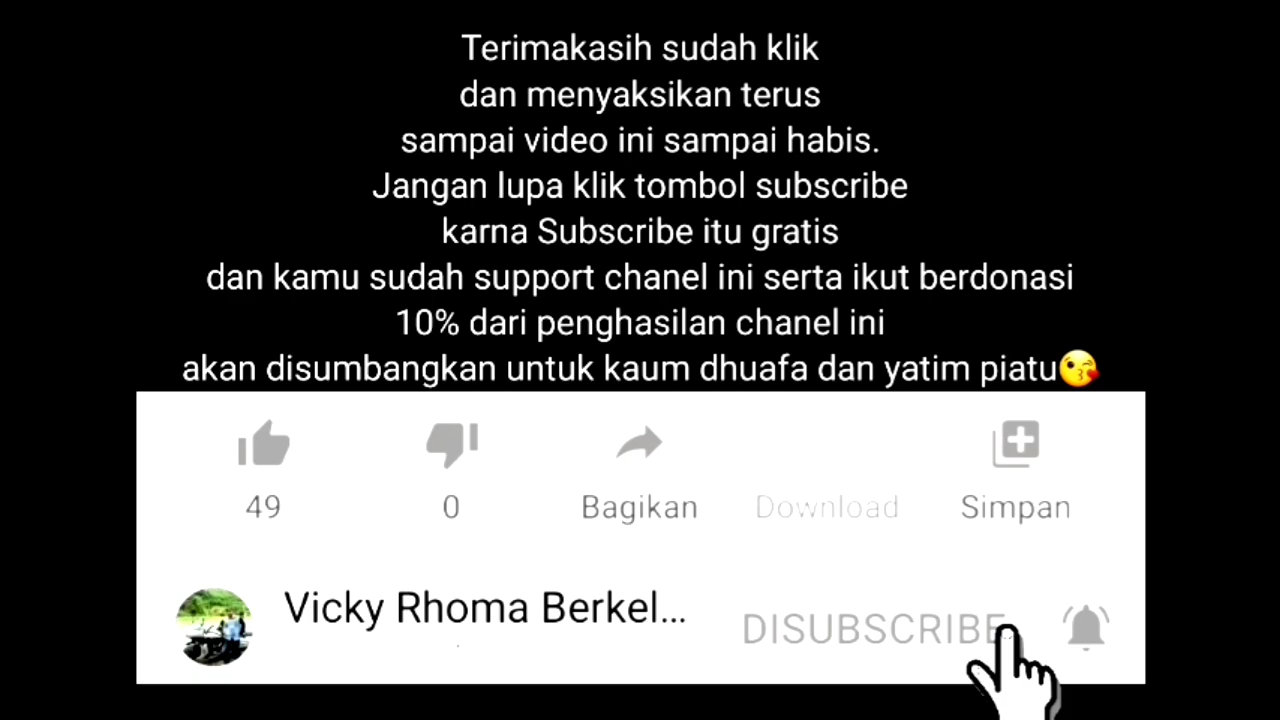 Terimakasih sudah klik
dan menyaksikan terus
sampai video ini sampai habis.
Jangan lupa klik tombol subscribe
karna Subscribe itu gratis
dan kamu sudah support chanel ini serta ikut berdonasi
10% dari penghasilan chanel ini
akan disumbangkan untuk kaum dhuafa dan yatim piatu😘
49 0 Bagikan Download Simpan
Vicky Rhoma Berkel...
DISUBSCRIBE